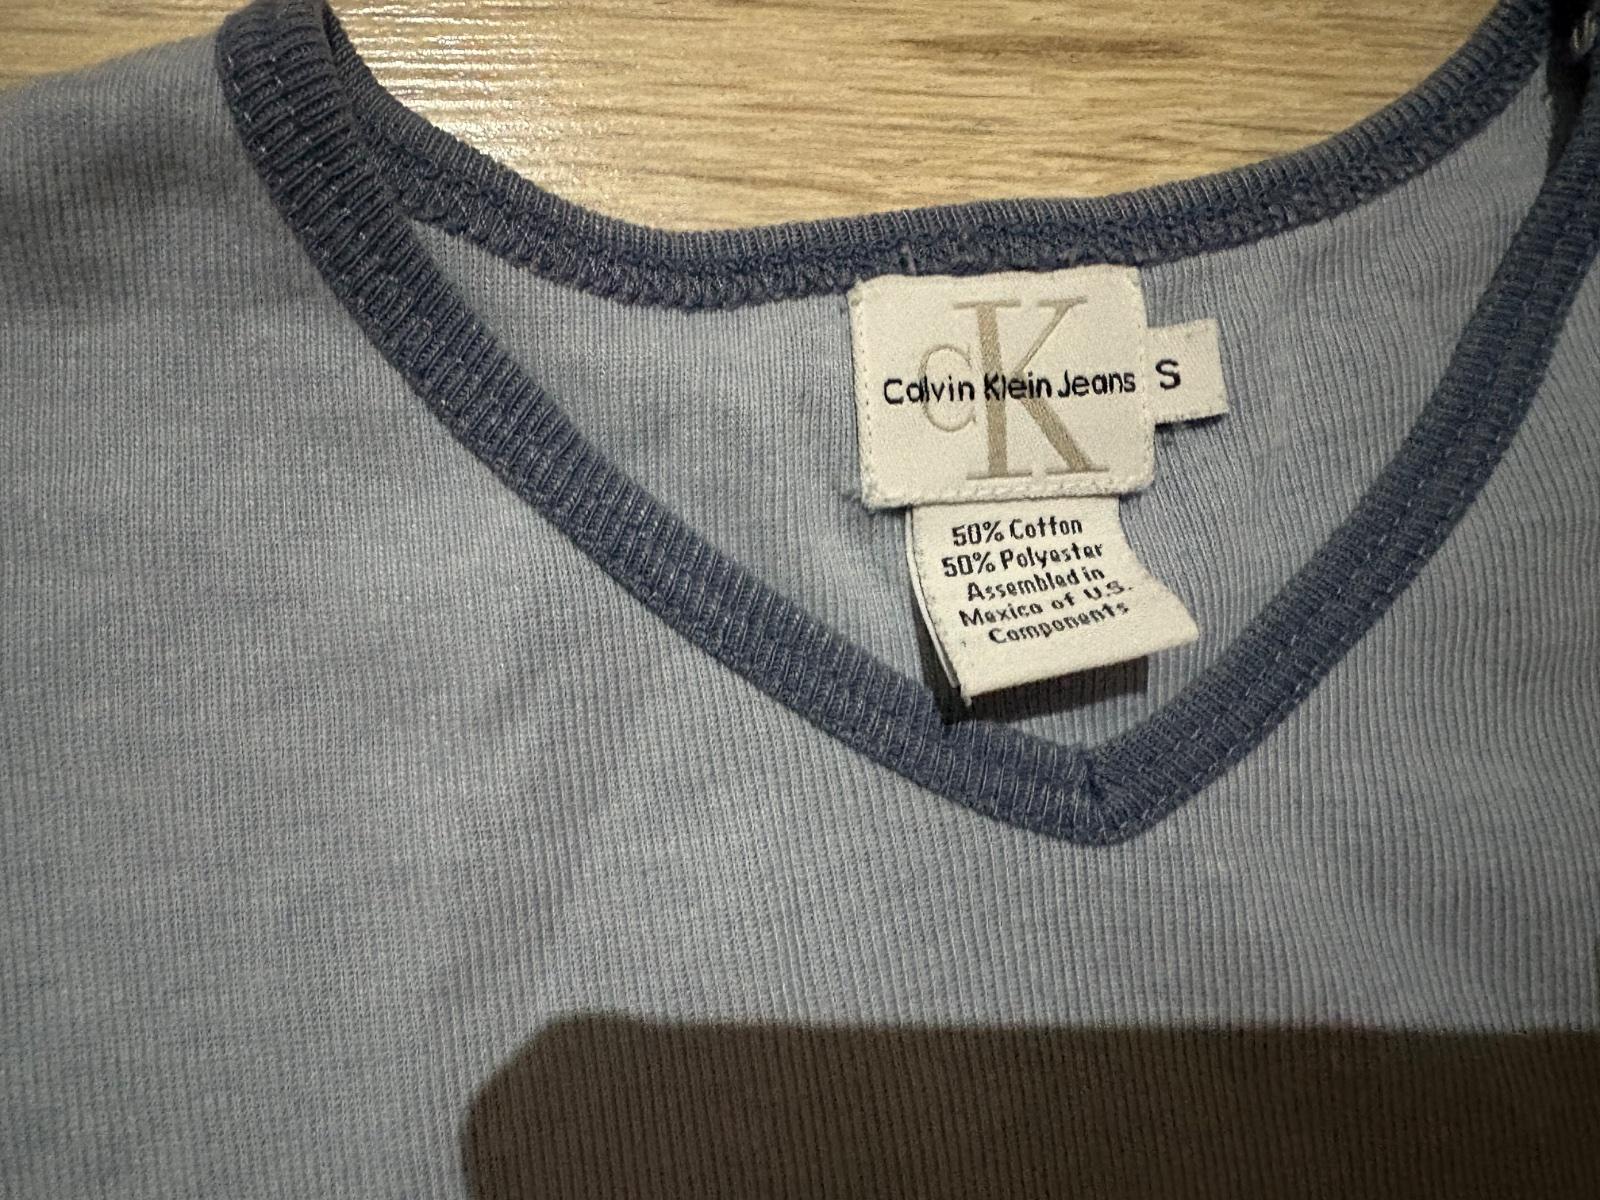 CK
Calvin Klein Jeans
S
50% Cotton
50% Polyester
Assembled in
Mexico of U.S.
Components